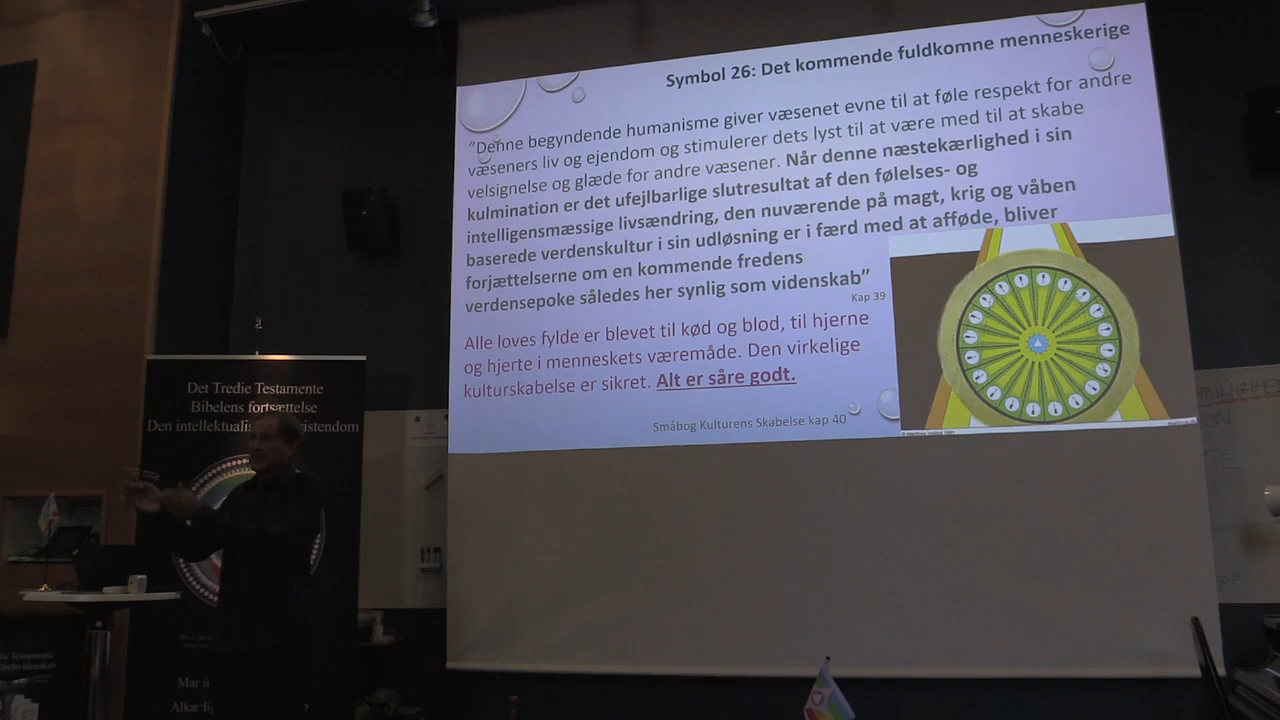 Symbol 26: Det kommende fuldkomne menneskerige
”Denne begyndende humanisme giver væsenet evne til at føle respekt for andre
væseners liv og ejendom og stimulerer dets lyst til at være med til at skabe
velsignelse og glæde for andre væsener. Når denne næstekærlighed i sin
kulmination er det ufejlbarlige slutresultat af den følelses- og
intelligensmæssige livsændring, den nuværende på magt, krig og våben
baserede verdenskultur i sin udløsning er i færd med at afføde, bliver
forjættelserne om en kommende fredens
verdensepoke således her synlig som videnskab”
Kap 39
Alle loves fylde er blevet til kød og blod, til hjerne
og hjerte i menneskets væremåde. Den virkelige
kulturskabelse er sikret. Alt er såre godt.
Småbog Kulturens Skabelse kap 40
Det Tredie Testamente
Bibelens fortsættelse
Den